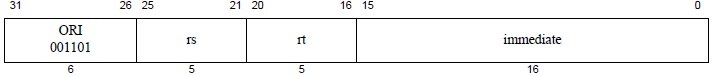 31 26 25 21 20 16 15 0
ORI
001101 rs rt immediate
6 5 5 16